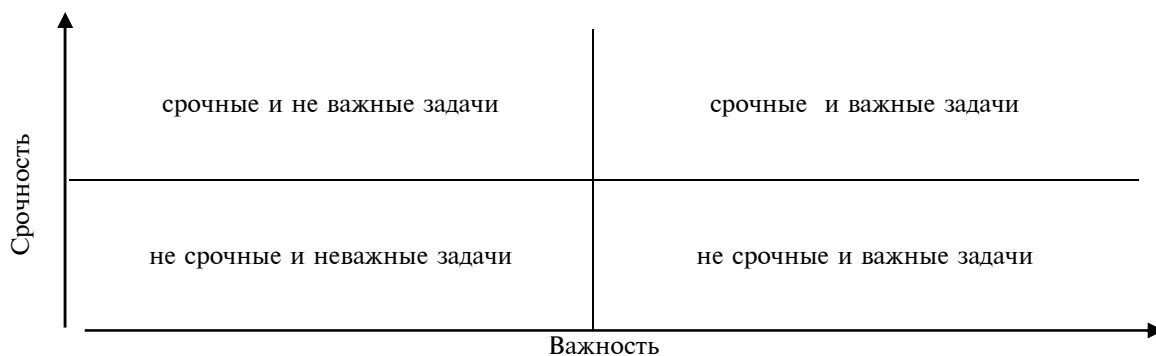 срочные и не важные задачи
срочные и важные задачи
Срочность
не срочные и неважные задачи
не срочные и важные задачи
Важность